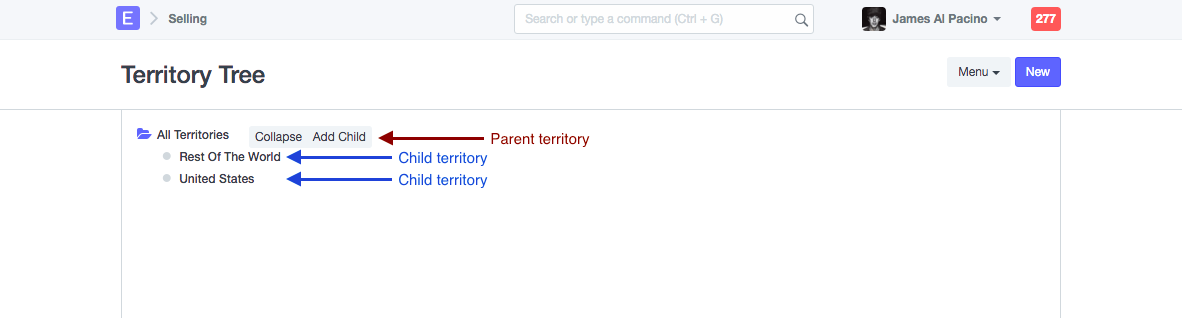 E Selling Search or type a command (Ctrl + G) James Al Pacino 277
Territory Tree Menu New
All Territories Collapse Add Child Parent territory
Rest Of The World Child territory
United States Child territory